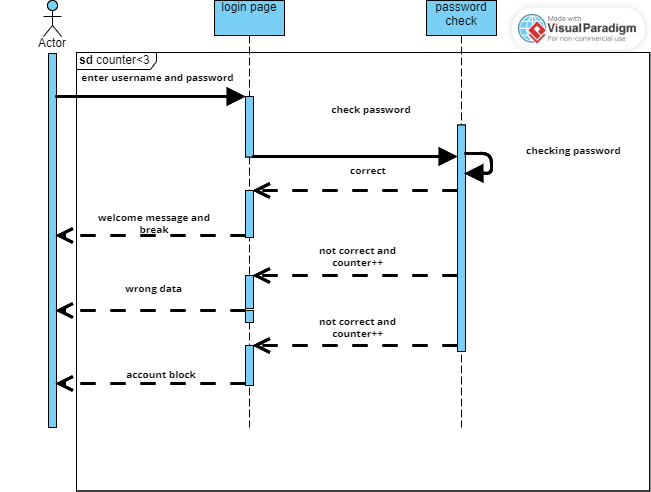 login page
password
check
Made with
VisualParadigm
For non-commercial use
Actor
sd counter<3
enter username and password
check password
checking password
correct
welcome message and
break
not correct and
counter++
wrong data
not correct and
counter++
account block